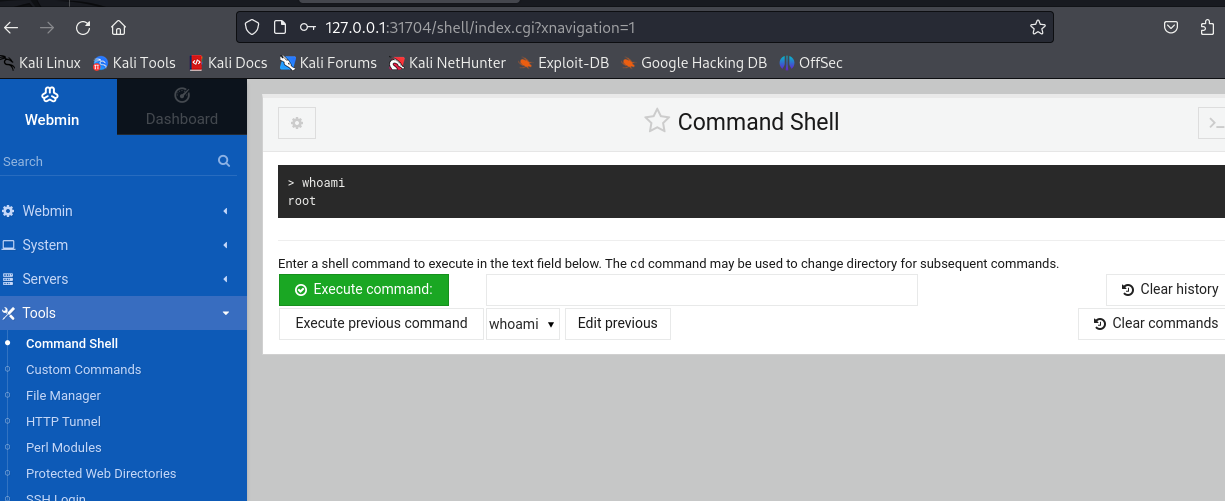 127.0.0.1:31704/shell/index.cgi?xnavigation=1
Kali Linux Kali Tools Kali Docs Kali Forums Kali NetHunter Exploit-DB Google Hacking DB OffSec
Webmin
Dashboard
Search
Webmin
System
Servers
Tools
Command Shell
Custom Commands
File Manager
HTTP Tunnel
Perl Modules
Protected Web Directories
SSH Login
Command Shell
> whoami
root
Enter a shell command to execute in the text field below. The cd command may be used to change directory for subsequent commands.
Execute command: Clear history
Execute previous command whoami Edit previous Clear commands